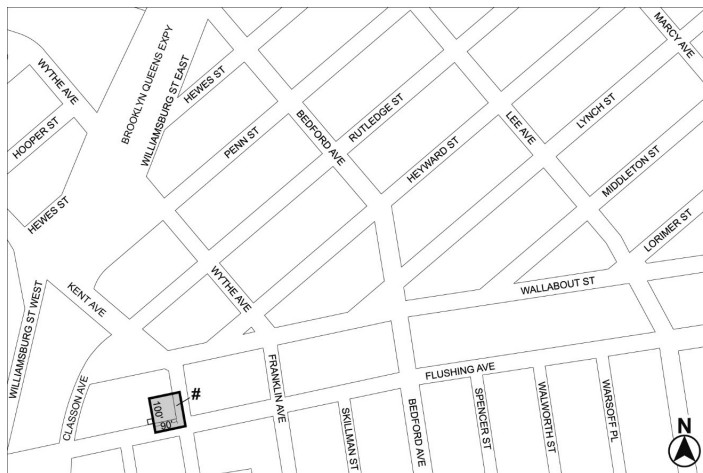 MARCY AVE
WYTHE AVE
BROOKLYN QUEENS EXPY
WILLIAMSBURG ST EAST
HEWES ST
HOOPER ST
PENN ST
BEDFORD AVE
RUTLEDGE ST
LEE AVE
LYNCH ST
HEYWARD ST
MIDDLETON ST
HEWES ST
LORIMER ST
WILLIAMSBURG ST WEST
KENT AVE
WYTHE AVE
WALLABOUT ST
CLASSON AVE
FRANKLIN AVE
FLUSHING AVE
#
100'
90'
SKILLMAN ST
BEDFORD AVE
SPENCER ST
WALWORTH ST
WARSOFF PL
N